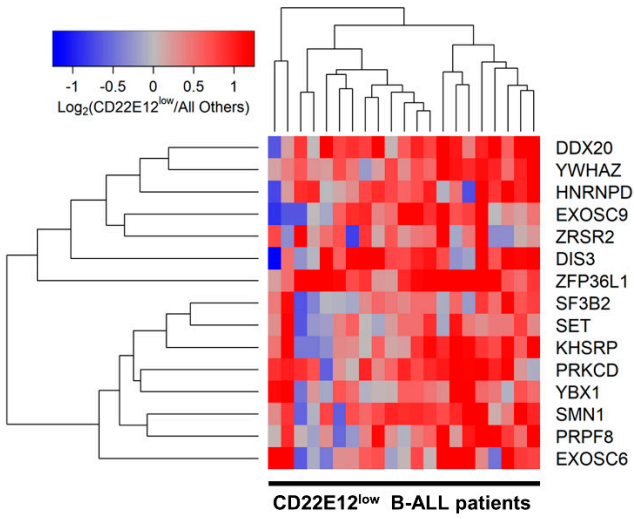 -1 -0.5 0 0.5 1
Log2(CD22E12low/All Others)
DDX20
YWHAZ
HNRNPD
EXOSC9
ZRSR2
DIS3
ZFP36L1
SF3B2
SET
KHSRP
PRKCD
YBX1
SMN1
PRPF8
EXOSC6
CD22E12low B-ALL patients